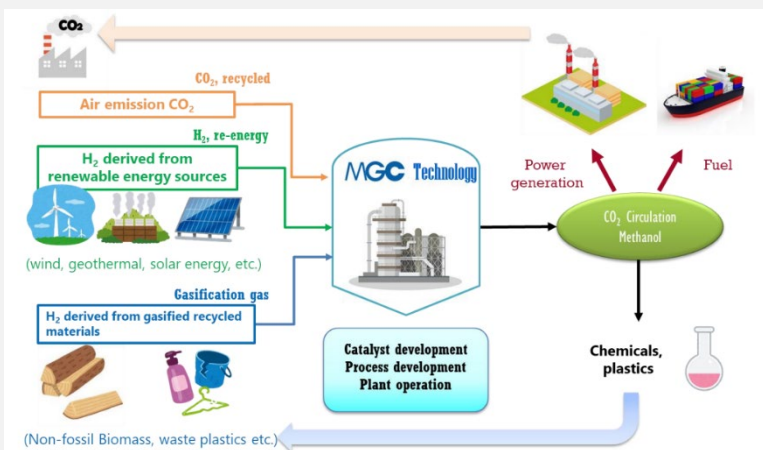 CO₂
CO₂, recycled
Air emission CO₂
H₂, re-energy
H₂ derived from
renewable energy sources
(wind, geothermal, solar energy, etc.)
Gasification gas
H₂ derived from gasified recycled
materials
(Non-fossil Biomass, waste plastics etc.)
MGC Technology
Catalyst development
Process development
Plant operation
Power
generation
Fuel
CO₂ Circulation
Methanol
Chemicals,
plastics